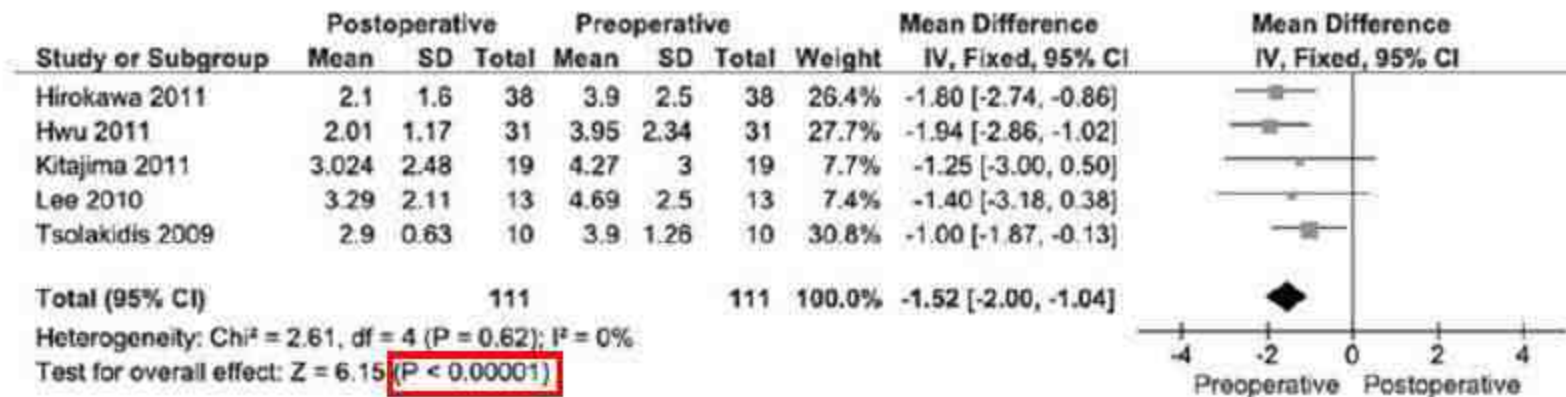 Postoperative Preoperative Mean Difference Mean Difference
Study or Subgroup Mean SD Total Mean SD Total Weight IV, Fixed, 95% CI IV, Fixed, 95% CI
Hirokawa 2011 2.1 1.6 38 3.9 2.5 38 26.4% -1.80 [-2.74, -0.86]
Hwu 2011 2.01 1.17 31 3.95 2.34 31 27.7% -1.94 [-2.86, -1.02]
Kitajima 2011 3.024 2.48 19 4.27 3 19 7.7% -1.25 [-3.00, 0.50]
Lee 2010 3.29 2.11 13 4.69 2.5 13 7.4% -1.40 [-3.18, 0.38]
Tsolakidis 2009 2.9 0.63 10 3.9 1.26 10 30.8% -1.00 [-1.87, -0.13]
Total (95% CI) 111 111 100.0% -1.52 [-2.00, -1.04]
Heterogeneity: Chi² = 2.61, df = 4 (P = 0.62); I² = 0%
Test for overall effect: Z = 6.15 (P < 0.00001)
-4 -2 0 2 4
Preoperative Postoperative